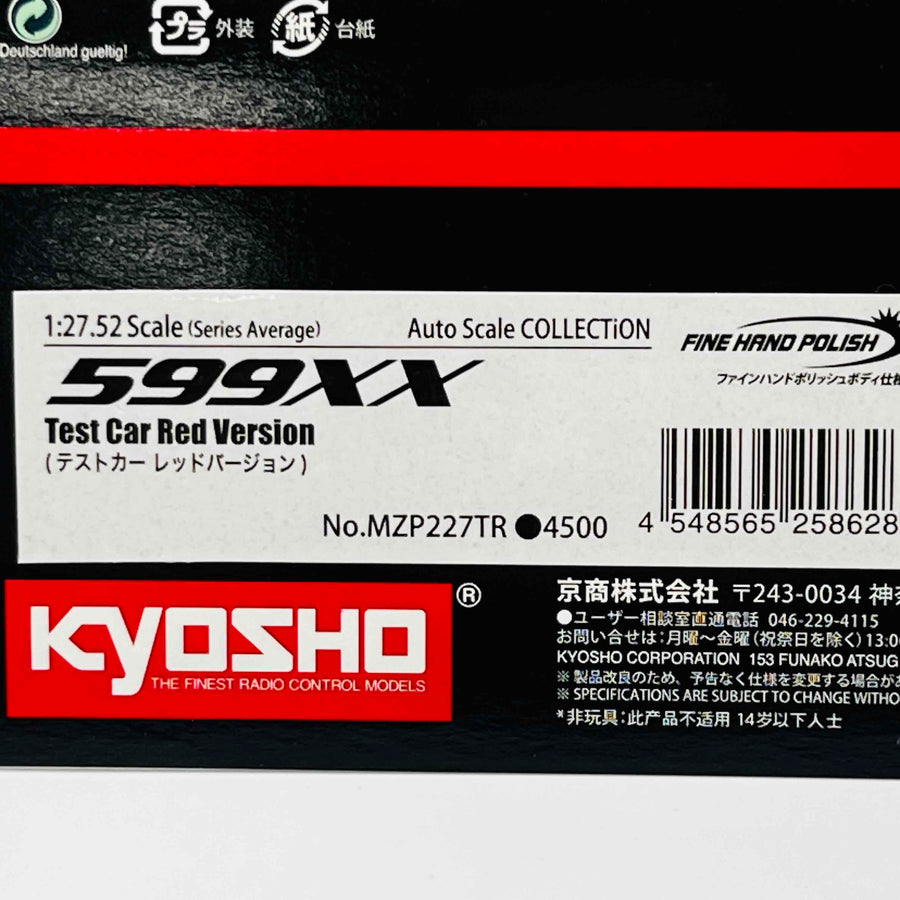 Deutschland gueltig!
プラ 外装 紙 台紙
1:27.52 Scale (Series Average) Auto Scale COLLECTiON
599XX
Test Car Red Version
(テストカー レッドバージョン)
FINE HAND POLISH
ファインハンドポリッシュボディ仕様
No.MZP227TR ●4500
4 548565 258628
KYOSHO®
THE FINEST RADIO CONTROL MODELS
京商株式会社 〒243-0034 神奈
●ユーザー相談室直通電話 046-229-4115
お問い合せは:月曜~金曜(祝祭日を除く)13:0
KYOSHO CORPORATION 153 FUNAKO ATSUG
※製品改良のため、予告なく仕様を変更する場合が
※SPECIFICATIONS ARE SUBJECT TO CHANGE WITHO
*非玩具:此产品不适用 14岁以下人士